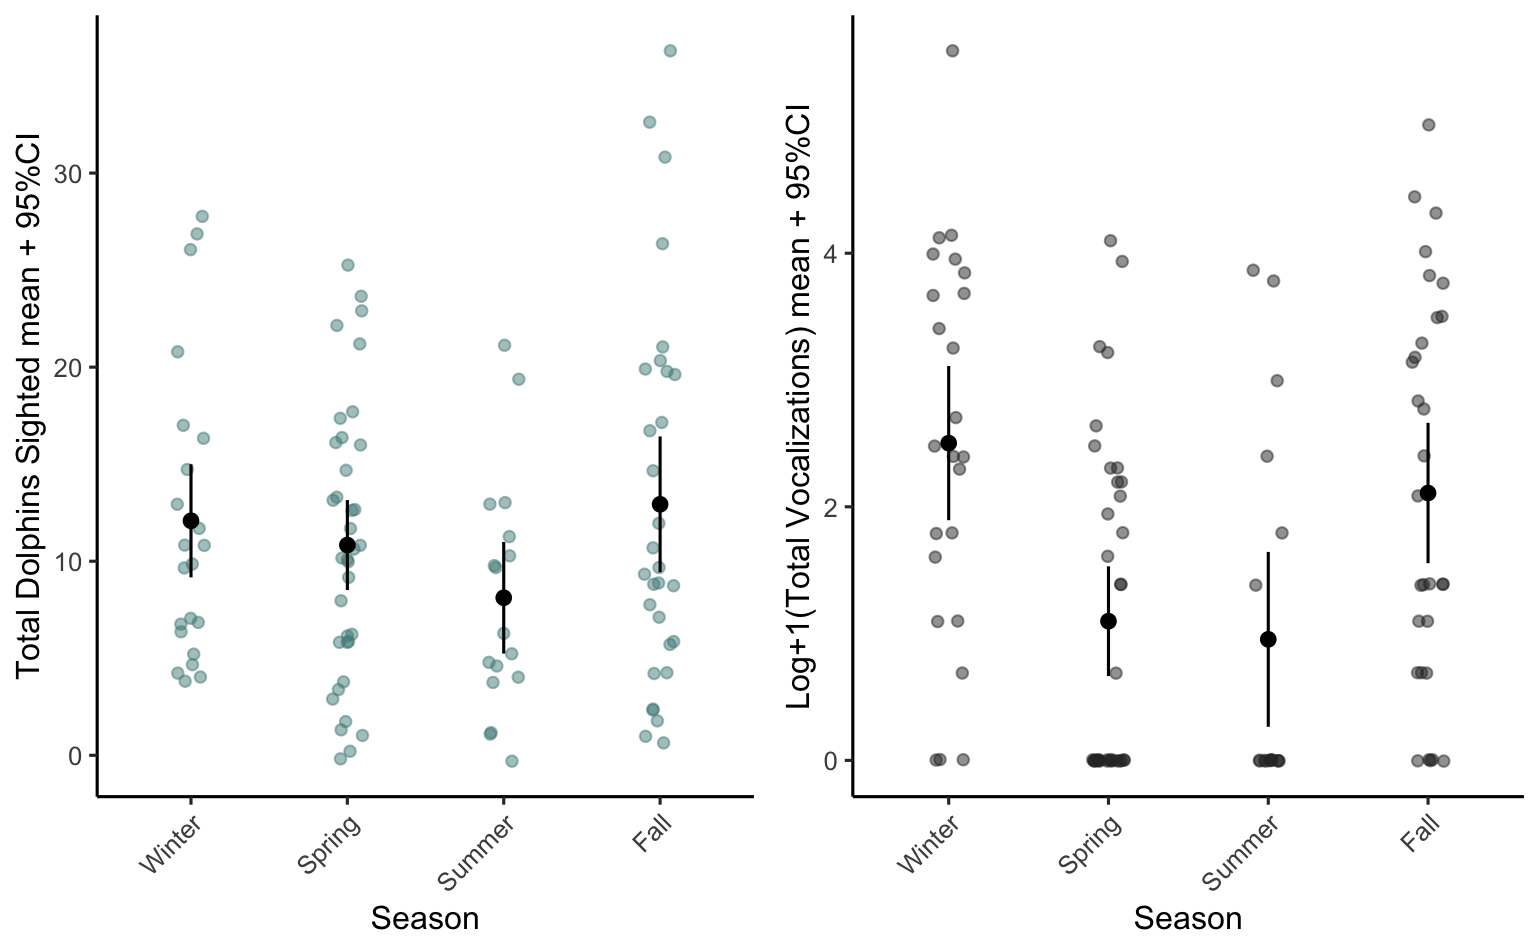 Total Dolphins Sighted mean + 95%CI
30
20
10
0
Winter
Spring
Summer
Fall
Season
Log+1(Total Vocalizations) mean + 95%CI
4
2
0
Winter
Spring
Summer
Fall
Season